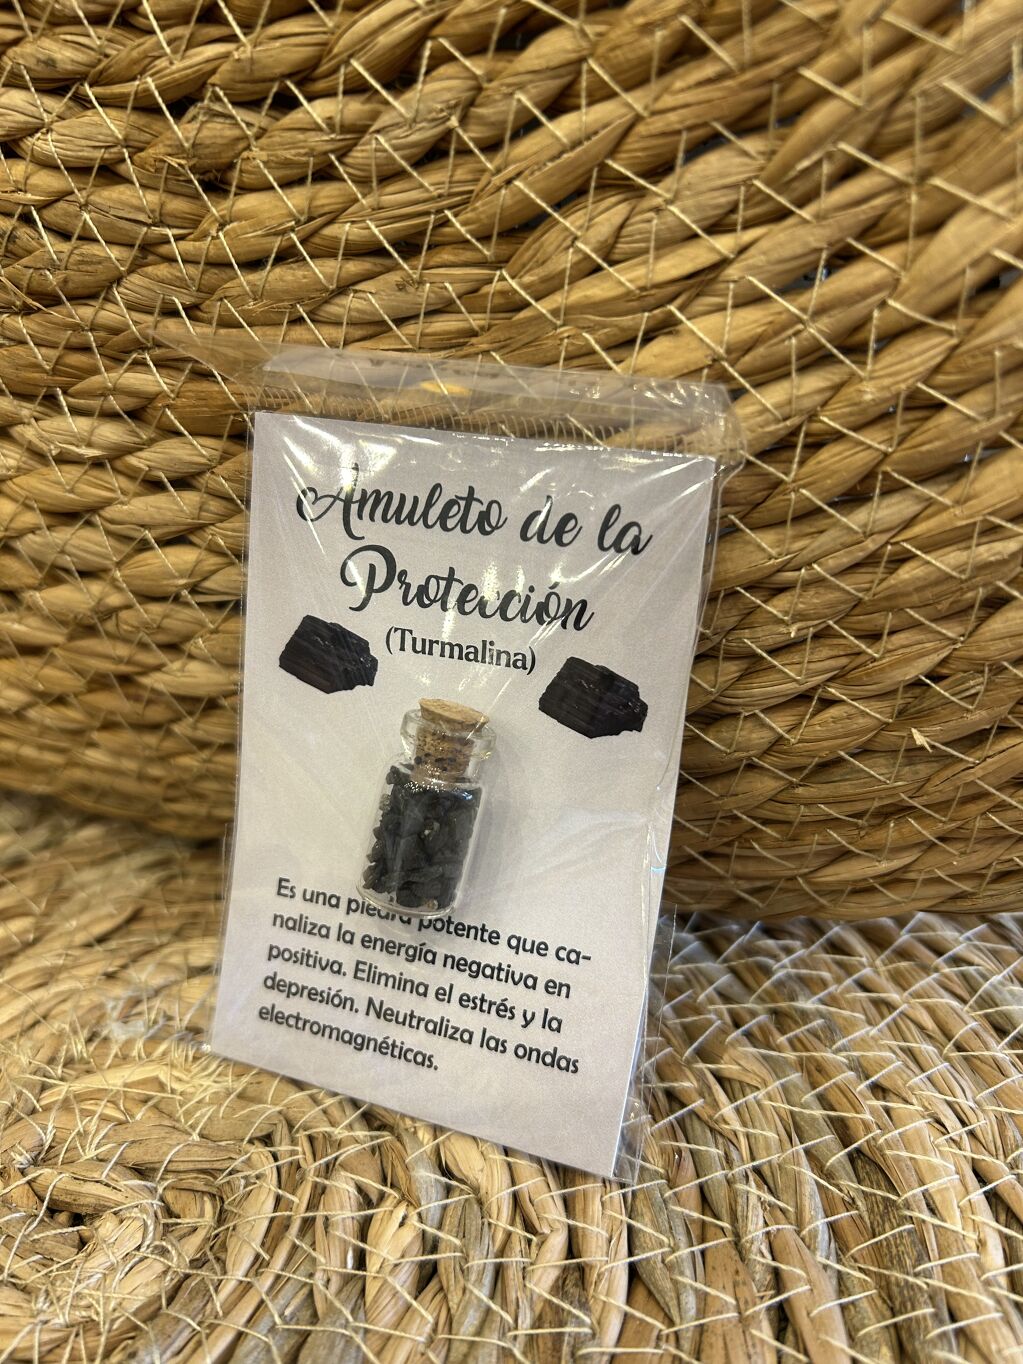 Amuleto de la
Protección
(Turmalina)
Es una piedra potente que ca-
naliza la energía negativa en
positiva. Elimina el estrés y la
depresión. Neutraliza las ondas
electromagnéticas.